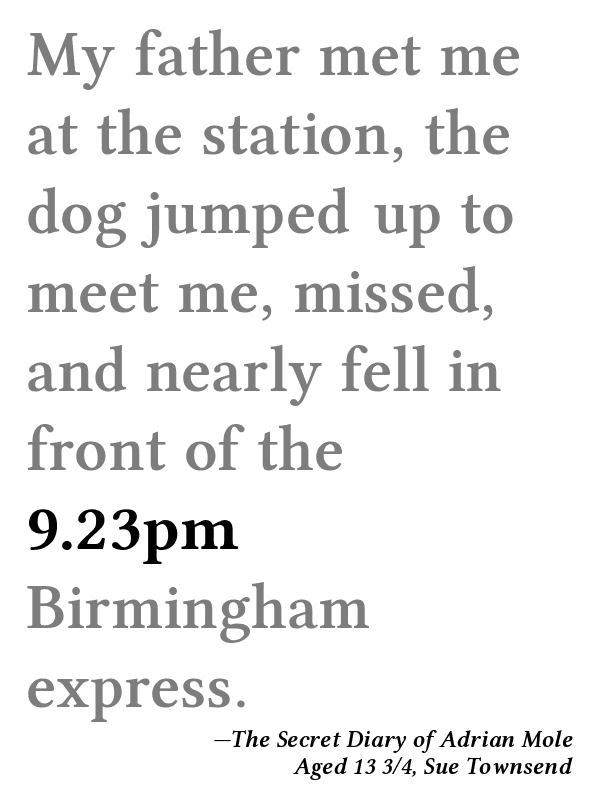 My father met me
at the station, the
dog jumped up to
meet me, missed,
and nearly fell in
front of the
9.23pm
Birmingham
express.
—The Secret Diary of Adrian Mole
Aged 13 3/4, Sue Townsend